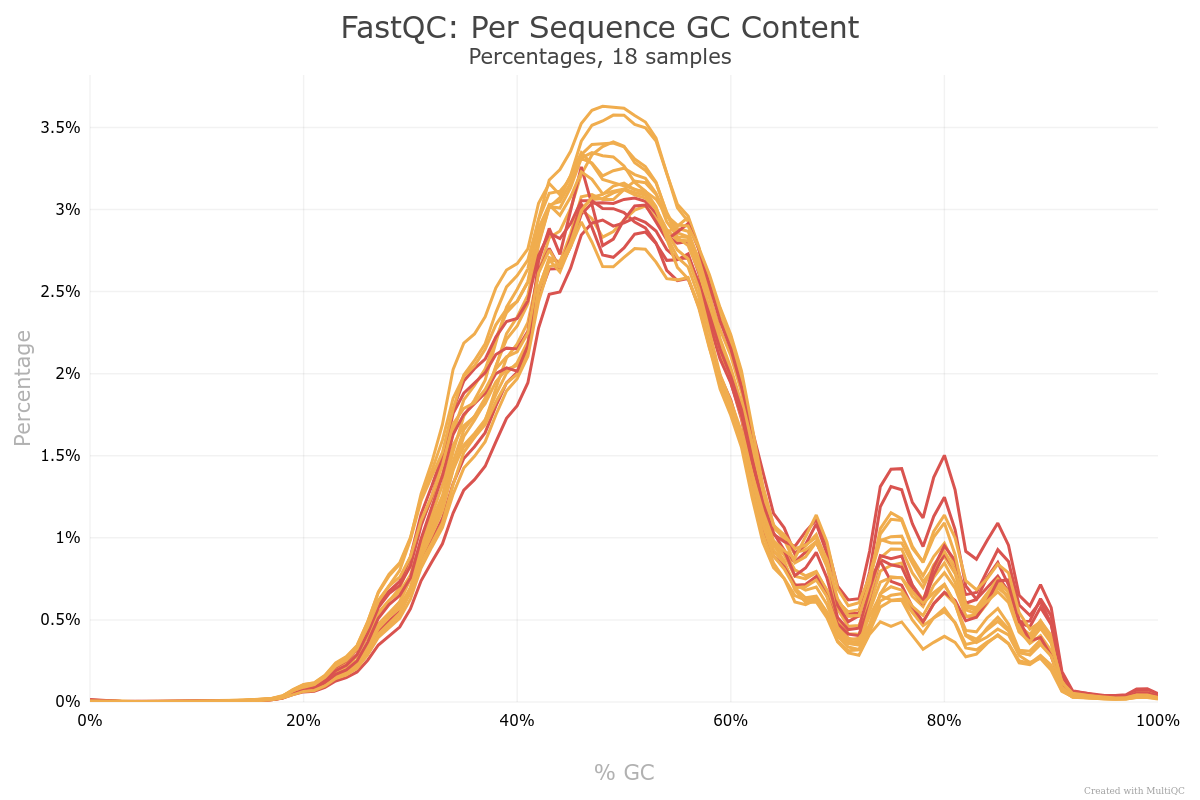 FastQC: Per Sequence GC Content
Percentages, 18 samples
Percentage
3.5%
3%
2.5%
2%
1.5%
1%
0.5%
0%
0% 20% 40% 60% 80% 100%
% GC
Created with MultiQC